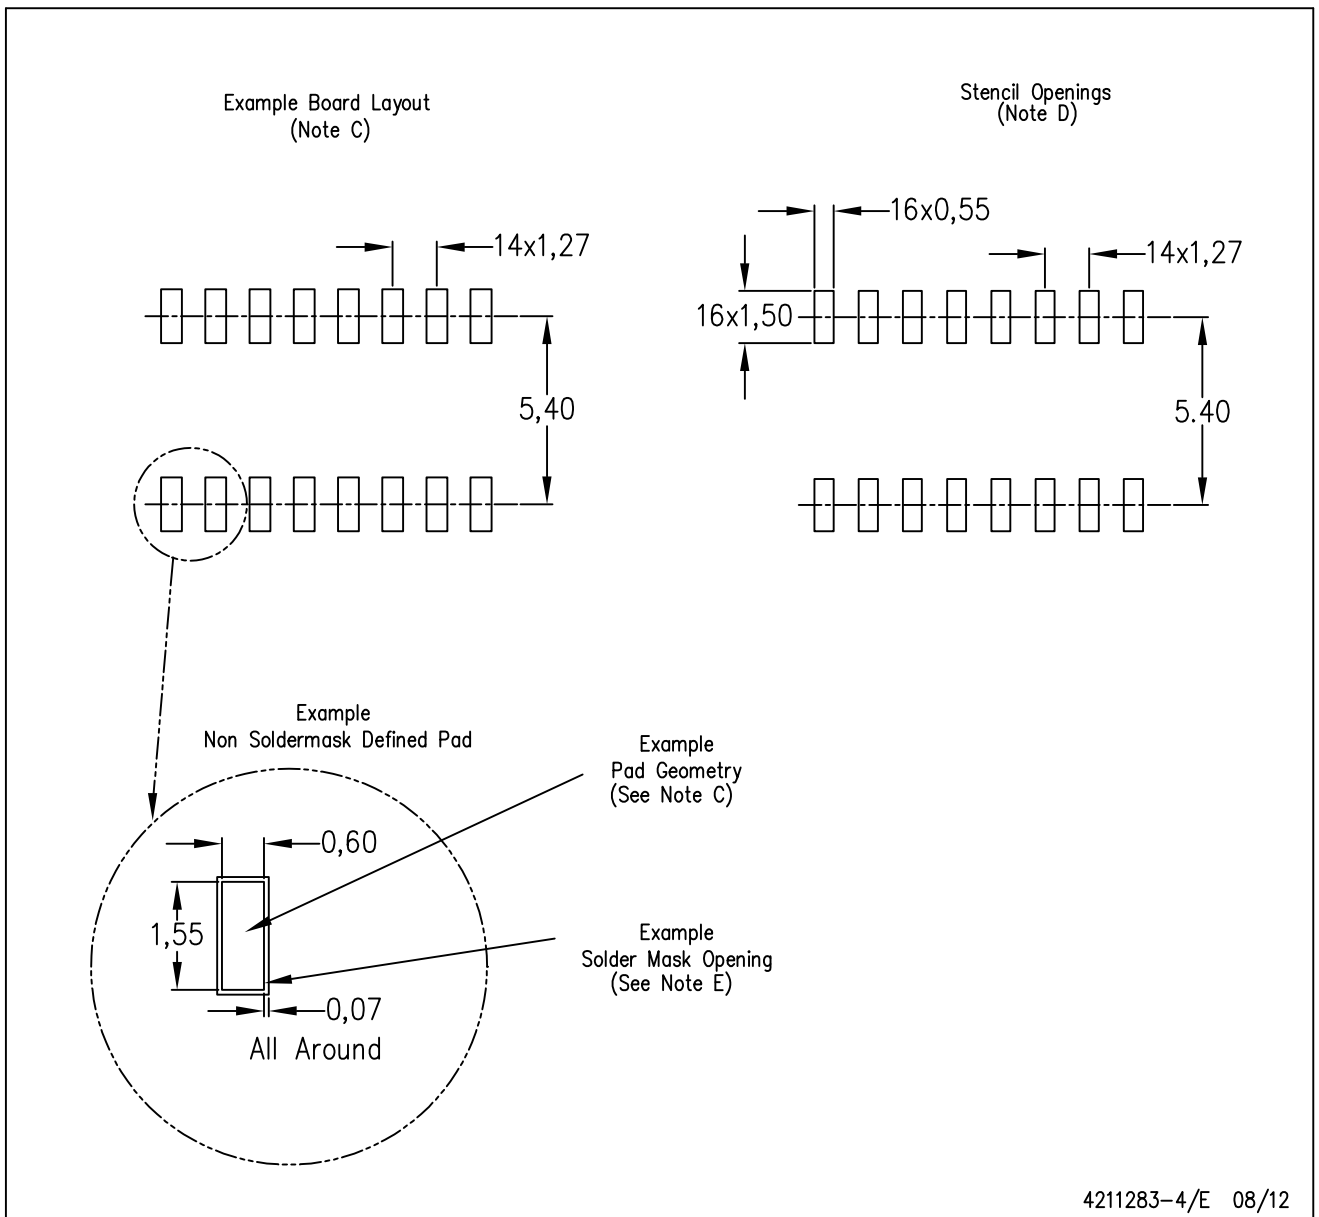 Example Board Layout
(Note C)
Stencil Openings
(Note D)
14x1,27
5,40
16x0,55
14x1,27
16x1,50
5.40
Example
Non Soldermask Defined Pad
Example
Pad Geometry
(See Note C)
0,60
1,55
Example
Solder Mask Opening
(See Note E)
0,07
All Around
4211283-4/E 08/12